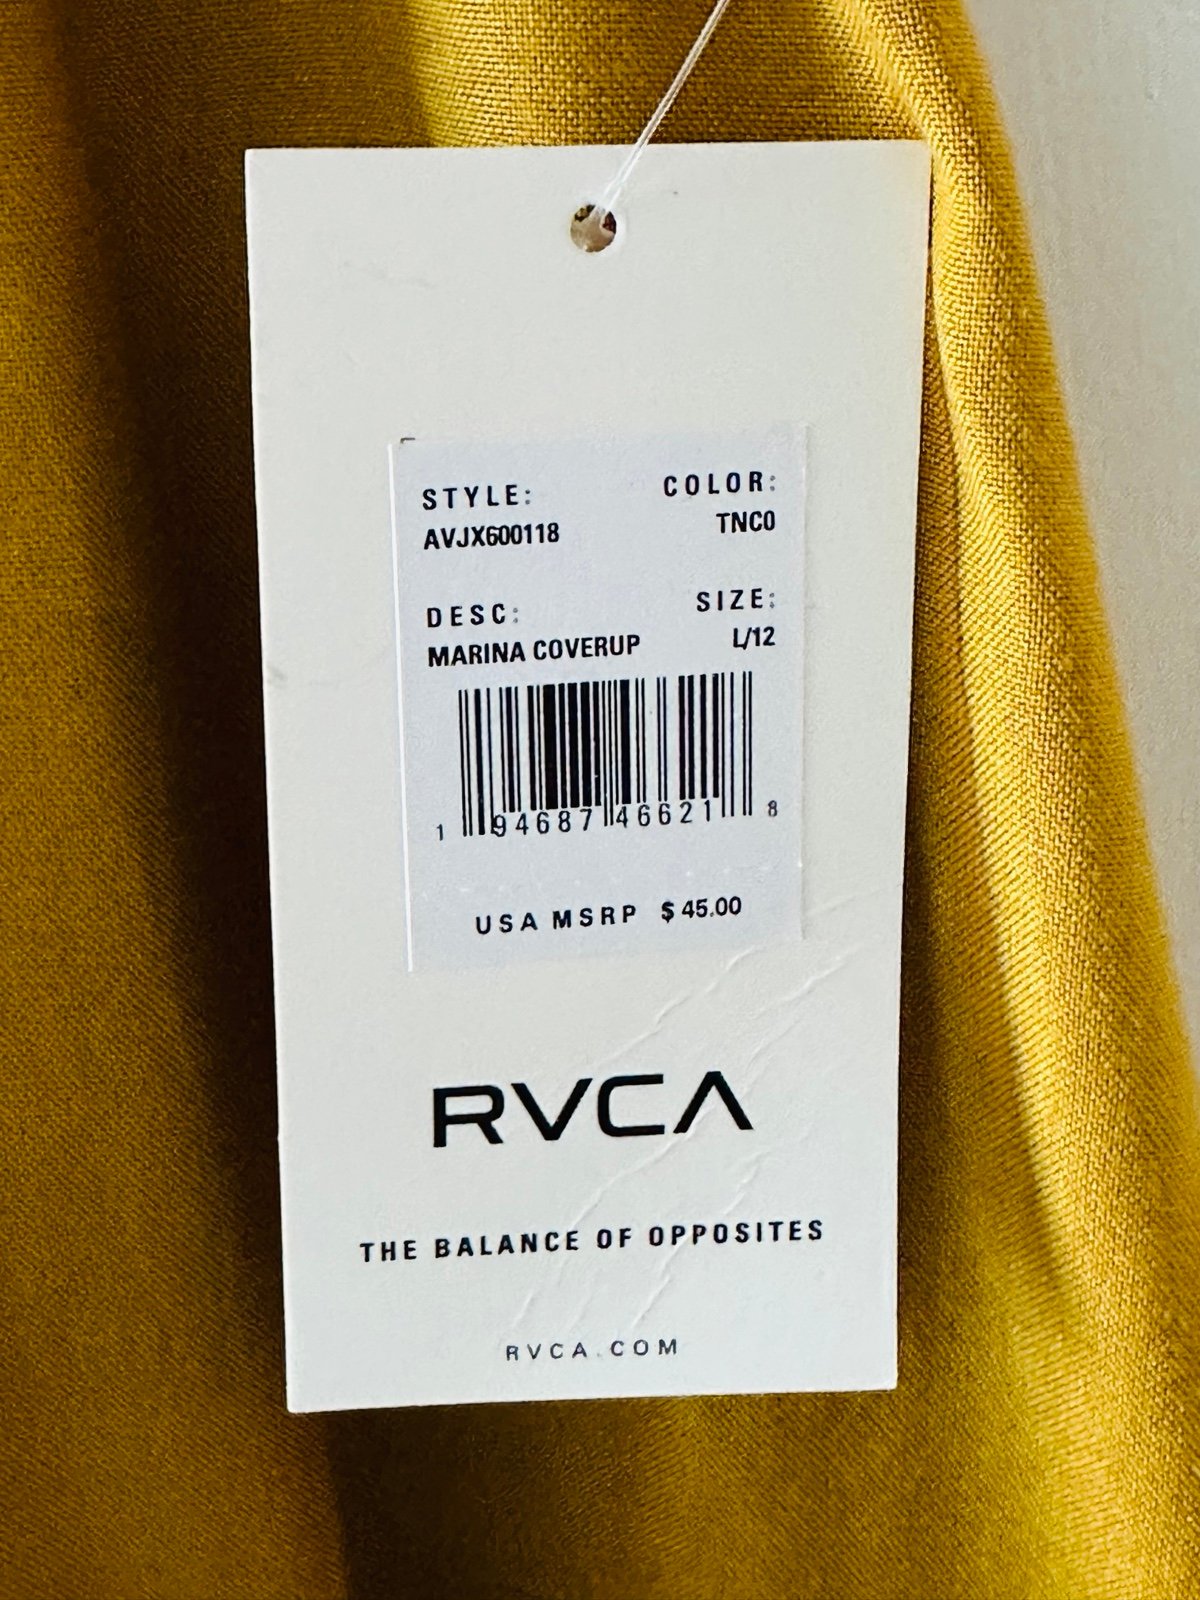 STYLE: COLOR:
AVJX600118 TNC0
DESC: SIZE:
MARINA COVERUP L/12
1 94687 46621 8
USA MSRP $ 45.00
RVCA
THE BALANCE OF OPPOSITES
RVCA.COM